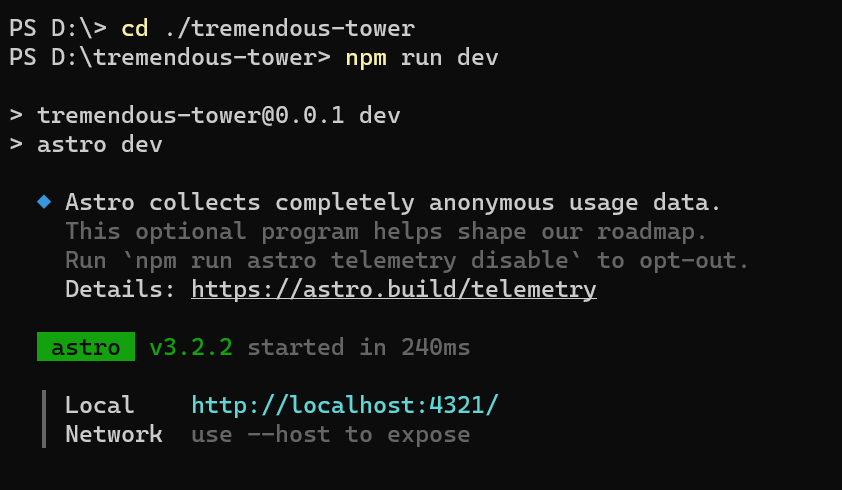 PS D:\> cd ./tremendous-tower
PS D:\tremendous-tower> npm run dev
> tremendous-tower@0.0.1 dev
> astro dev
◆ Astro collects completely anonymous usage data.
This optional program helps shape our roadmap.
Run `npm run astro telemetry disable` to opt-out.
Details: https://astro.build/telemetry
astro v3.2.2 started in 240ms
Local http://localhost:4321/
Network use --host to expose